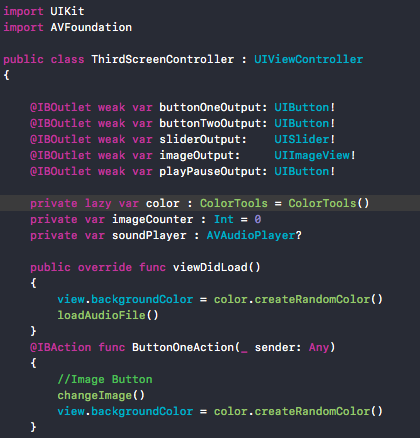 import UIKit
import AVFoundation
public class ThirdScreenController : UIViewController
{
@IBOutlet weak var buttonOneOutput: UIButton!
@IBOutlet weak var buttonTwoOutput: UIButton!
@IBOutlet weak var sliderOutput: UISlider!
@IBOutlet weak var imageOutput: UIImageView!
@IBOutlet weak var playPauseOutput: UIButton!
private lazy var color : ColorTools = ColorTools()
private var imageCounter : Int = 0
private var soundPlayer : AVAudioPlayer?
public override func viewDidLoad()
{
view.backgroundColor = color.createRandomColor()
loadAudioFile()
}
@IBAction func ButtonOneAction(_ sender: Any)
{
//Image Button
changeImage()
view.backgroundColor = color.createRandomColor()
}